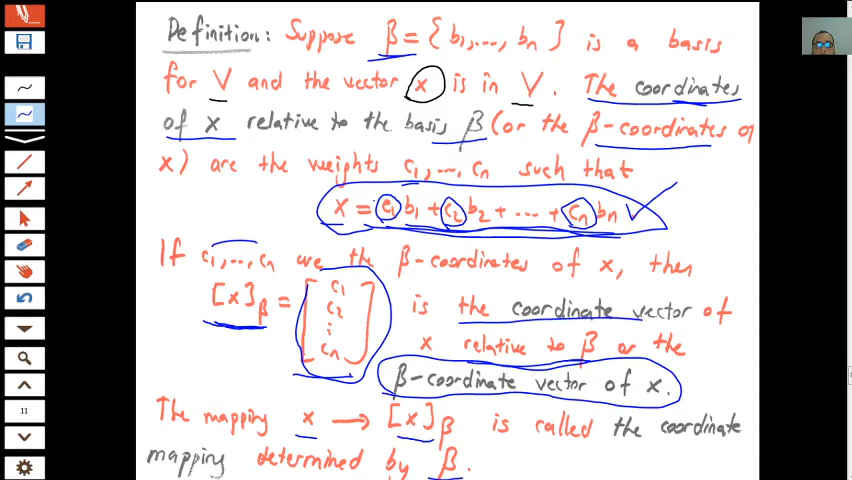 Definition: Suppose β = {b₁,..., bₙ} is a basis
for V and the vector x is in V. The coordinates
of x relative to the basis β (or the β-coordinates of
x) are the weights c₁,..., cₙ such that
x = c₁b₁ + c₂b₂ + ... + cₙbₙ
If c₁,..., cₙ are the β-coordinates of x, then
[x]β = [c₁ c₂ ⋮ cₙ] is the coordinate vector of
x relative to β or the
β-coordinate vector of x.
The mapping x → [x]β is called the coordinate
mapping determined by β.
11